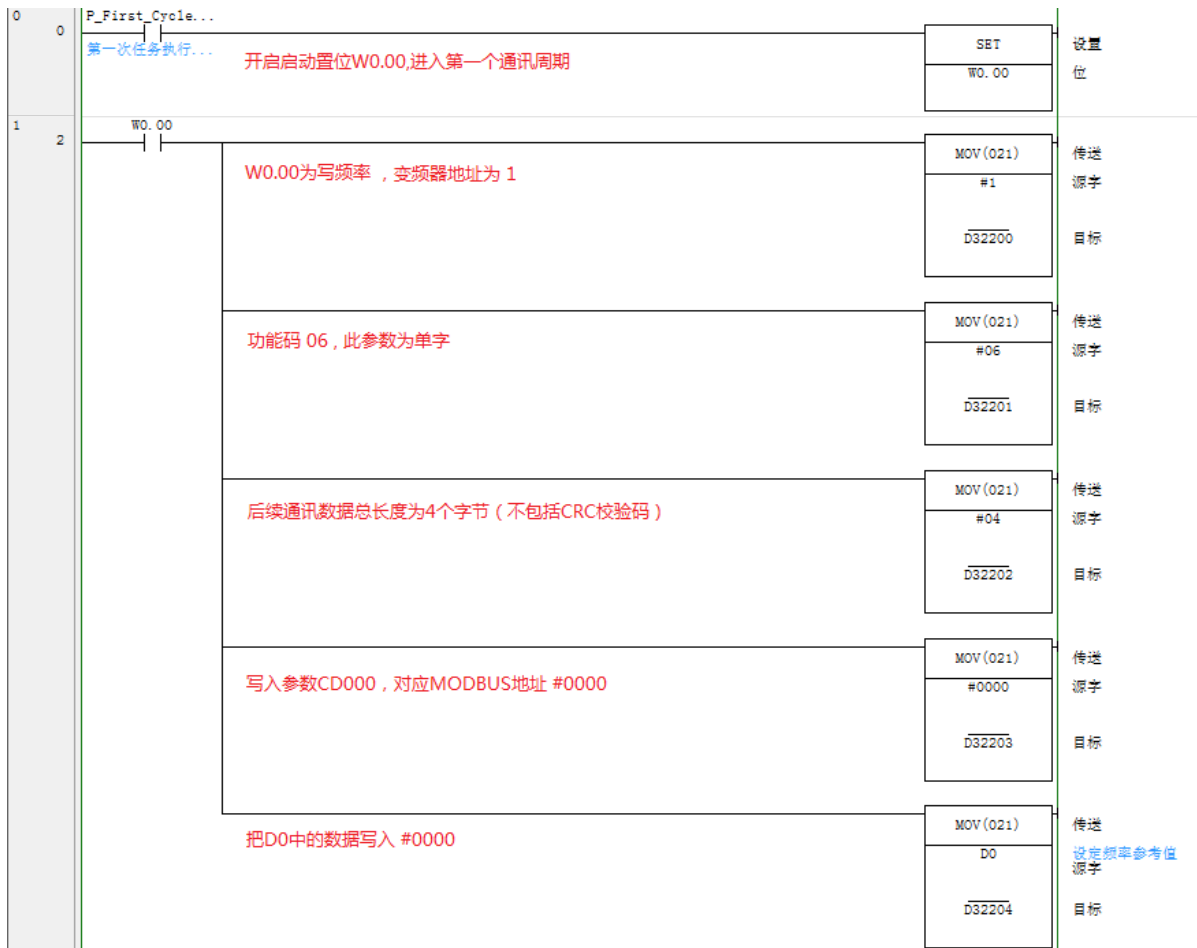 0
0
P_First_Cycle...
第一次任务执行...
开启启动置位W0.00,进入第一个通讯周期
SET
设置
W0.00
位
1
2
W0.00
W0.00为写频率 ，变频器地址为 1
MOV(021)
传送
#1
源字
D32200
目标
功能码 06 , 此参数为单字
MOV(021)
传送
#06
源字
D32201
目标
后续通讯数据总长度为4个字节 ( 不包括CRC校验码 )
MOV(021)
传送
#04
源字
D32202
目标
写入参数CD000 , 对应MODBUS地址 #0000
MOV(021)
传送
#0000
源字
D32203
目标
把D0中的数据写入 #0000
MOV(021)
传送
D0
设定频率参考值
源字
D32204
目标